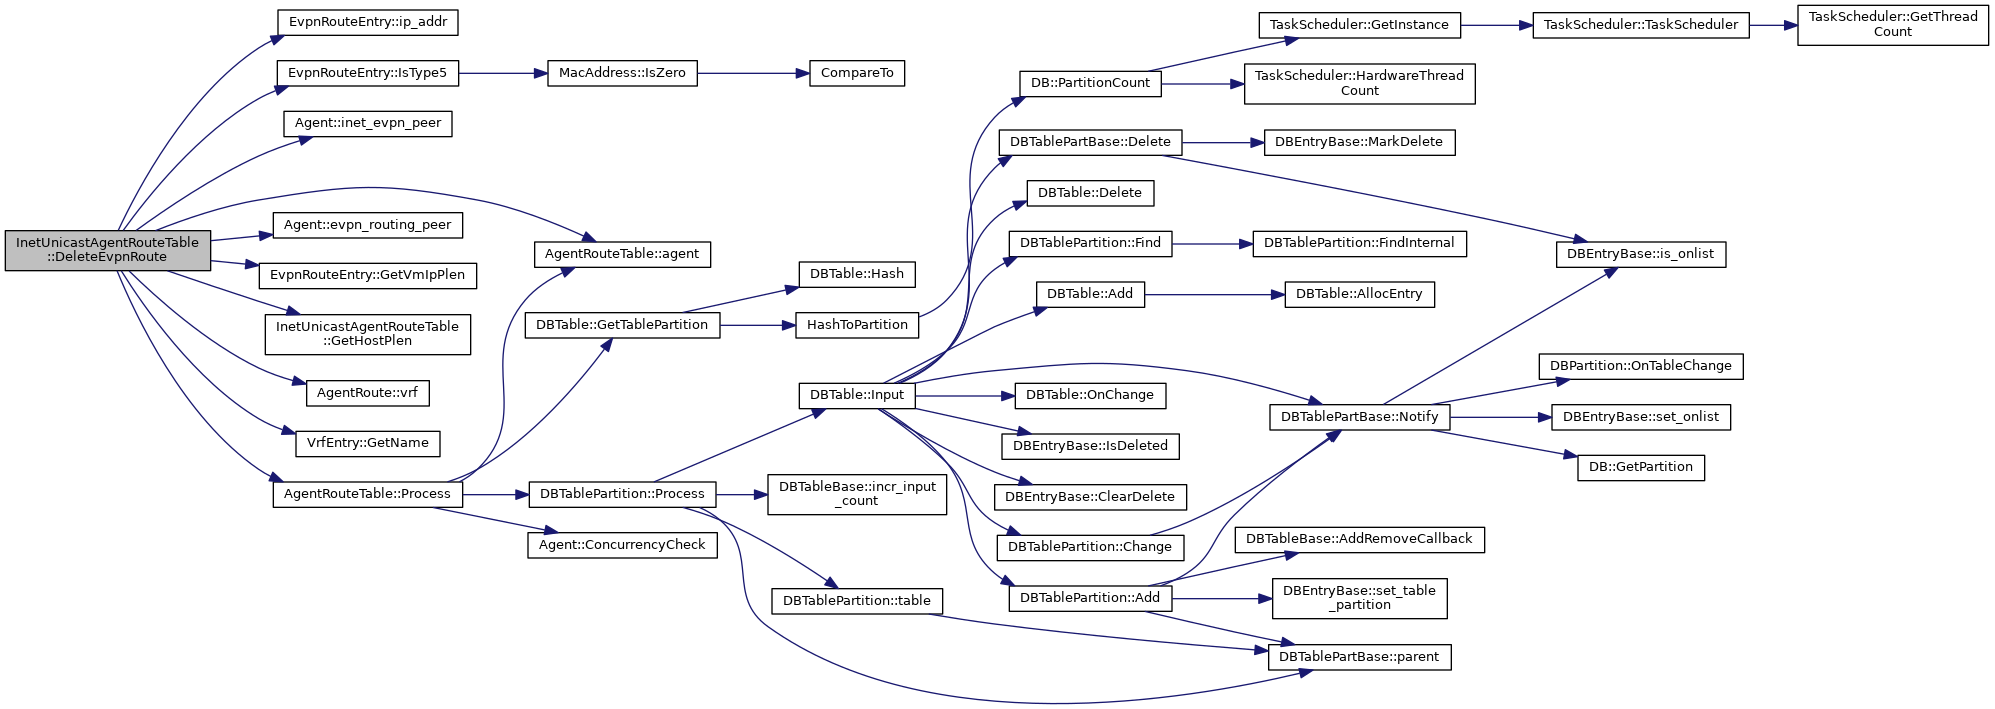 InetUnicastAgentRouteTable
::DeleteEvpnRoute
EvpnRouteEntry::ip_addr
EvpnRouteEntry::IsType5
MacAddress::IsZero
CompareTo
Agent::inet_evpn_peer
Agent::evpn_routing_peer
EvpnRouteEntry::GetVmIpPlen
InetUnicastAgentRouteTable
::GetHostPlen
AgentRoute::vrf
VrfEntry::GetName
AgentRouteTable::Process
AgentRouteTable::agent
DBTable::GetTablePartition
DBTablePartition::Process
Agent::ConcurrencyCheck
DBTable::Hash
HashToPartition
DBTable::Input
DBTableBase::incr_input
_count
DBTablePartition::table
DB::PartitionCount
DBTablePartBase::Delete
DBTable::Delete
DBTablePartition::Find
DBTable::Add
DBTable::OnChange
DBEntryBase::IsDeleted
DBEntryBase::ClearDelete
DBTablePartition::Change
DBTablePartition::Add
TaskScheduler::GetInstance
TaskScheduler::HardwareThread
Count
DBEntryBase::MarkDelete
DBTablePartition::FindInternal
DBTable::AllocEntry
DBTablePartBase::Notify
DBTableBase::AddRemoveCallback
DBEntryBase::set_table
_partition
DBTablePartBase::parent
TaskScheduler::TaskScheduler
TaskScheduler::GetThread
Count
DBEntryBase::is_onlist
DBPartition::OnTableChange
DBEntryBase::set_onlist
DB::GetPartition